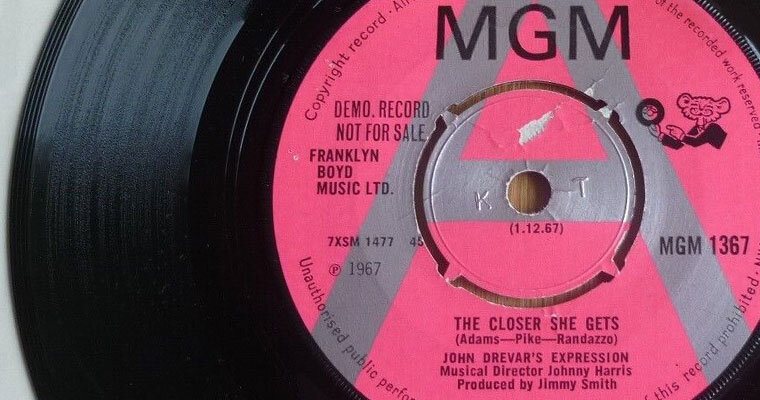 MGM
Copyright record
of the recorded work reserved
DEMO. RECORD
NOT FOR SALE.
FRANKLYN
BOYD
MUSIC LTD.
K T
(1.12.67)
7XSM 1477 45
MGM 1367
℗ 1967
THE CLOSER SHE GETS
(Adams—Pike—Randazzo)
JOHN DREVAR'S EXPRESSION
Musical Director Johnny Harris
Produced by Jimmy Smith
Unauthorised public
of this record prohibited